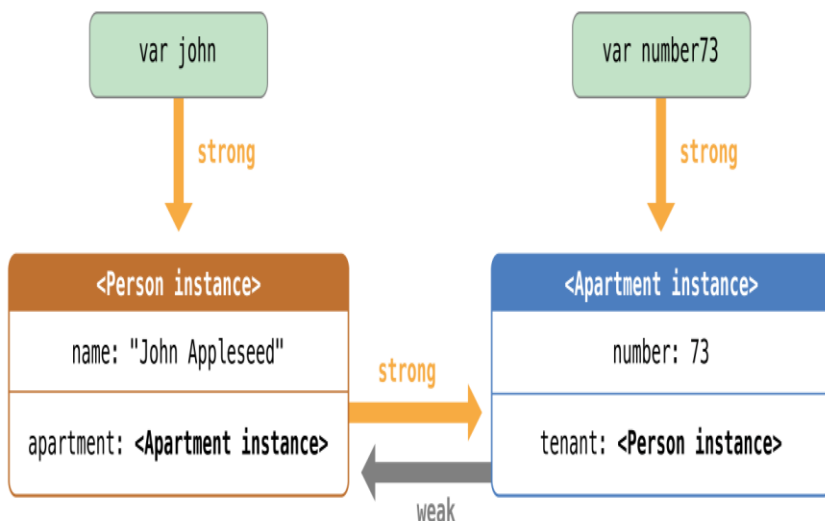 var john
var number73
strong
strong
<Person instance>
<Apartment instance>
name: "John Appleseed"
number: 73
strong
apartment: <Apartment instance>
tenant: <Person instance>
weak